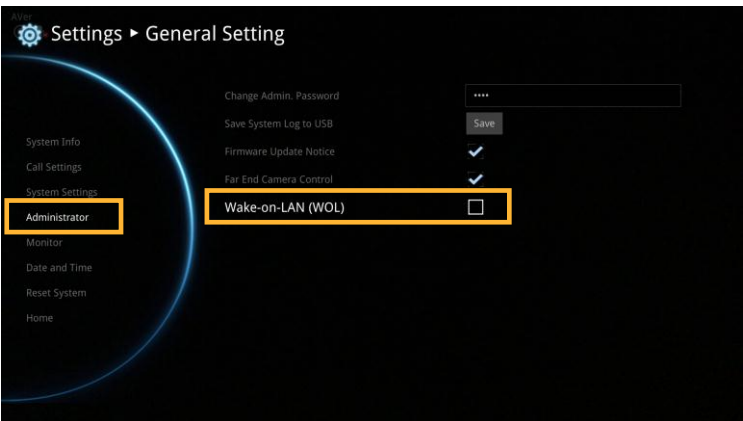 AVer
Settings ▸ General Setting
Change Admin. Password ••••
Save System Log to USB Save
System Info
Firmware Update Notice
Call Settings
Far End Camera Control
System Settings
Wake-on-LAN (WOL)
Administrator
Monitor
Date and Time
Reset System
Home